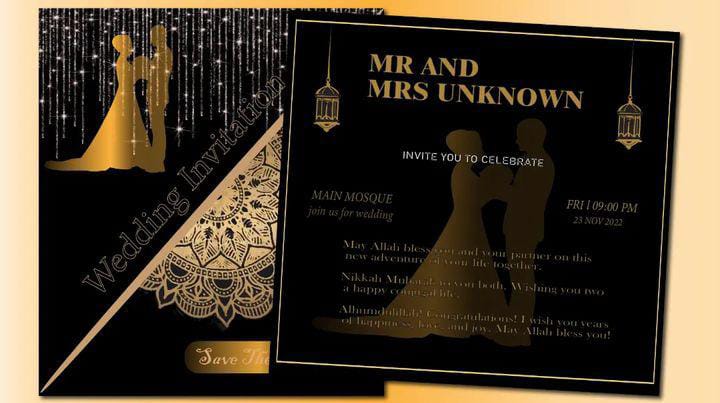 Wedding Invitation
Save The
MR AND
MRS UNKNOWN
INVITE YOU TO CELEBRATE
MAIN MOSQUE
join us for wedding
FRI | 09:00 PM
23 NOV 2022
May Allah bless you and your partner on this
new adventure of your life together.
Nikkah Mubarak to you both. Wishing you two
a happy conjugal life.
Alhumdulillah! Congratulations! I wish you years
of happiness, love, and joy. May Allah bless you!